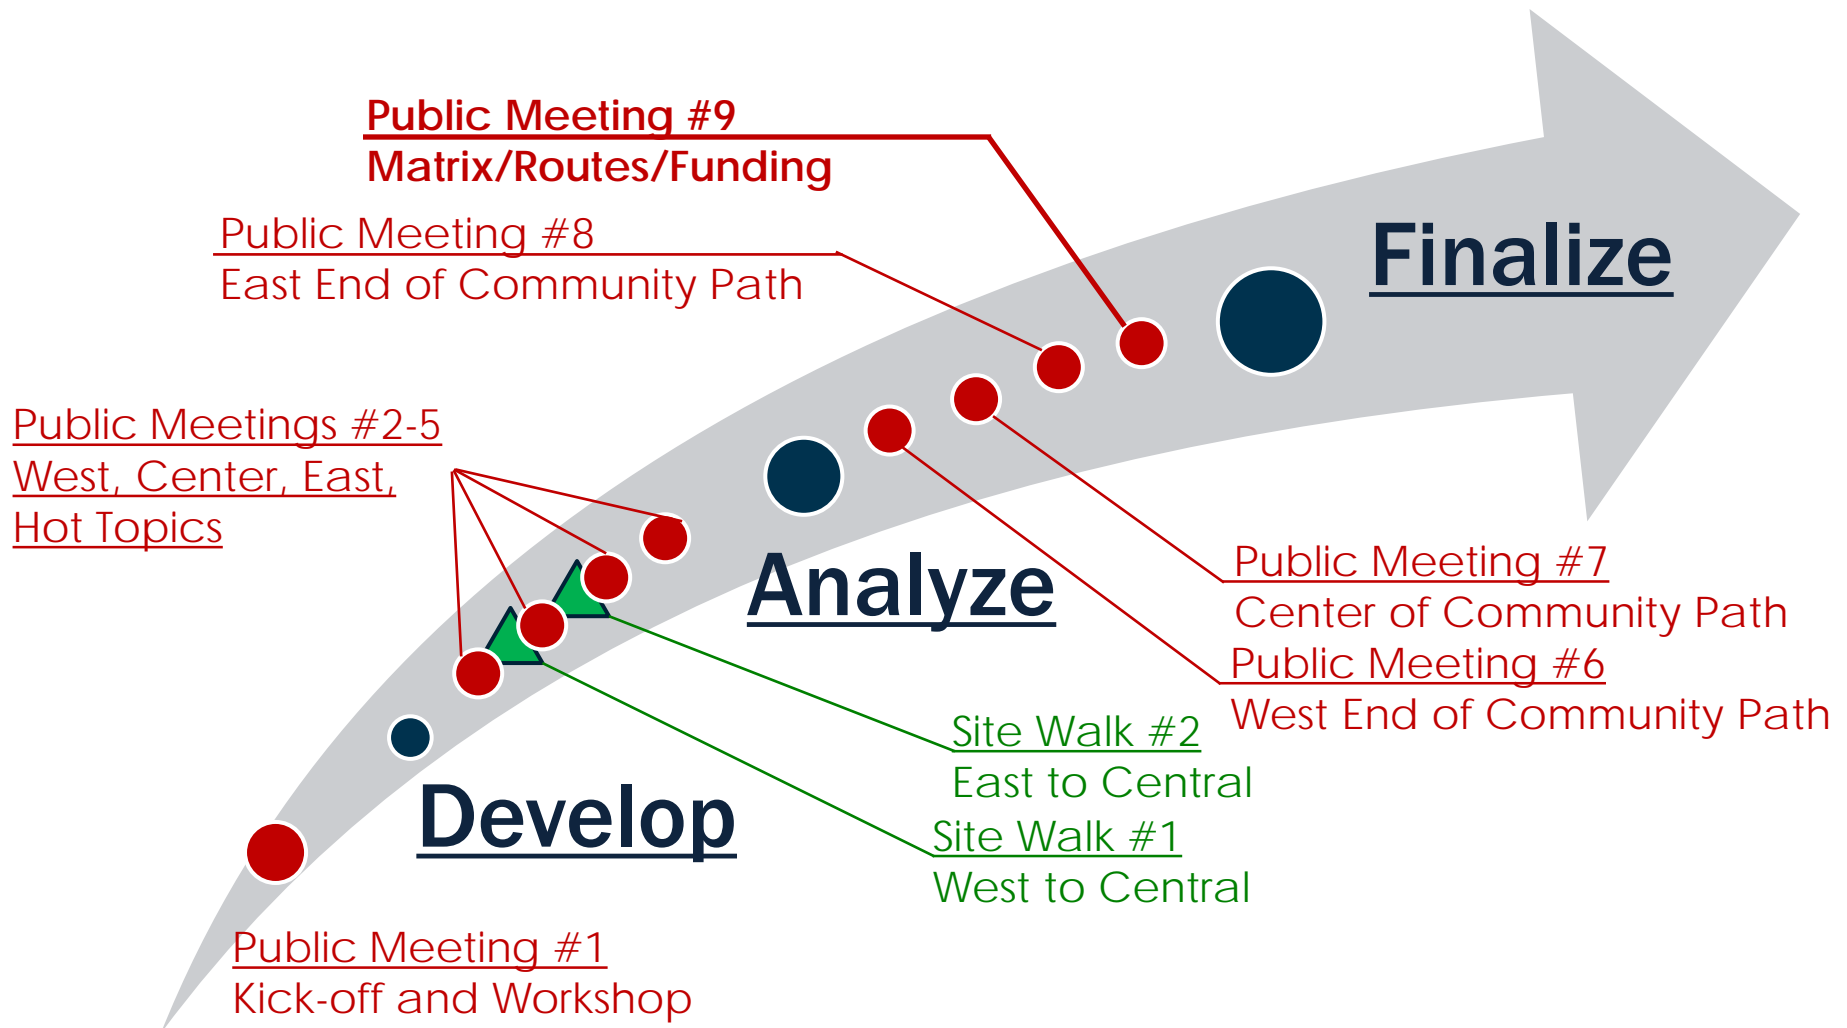 Public Meeting #9
Matrix/Routes/Funding
Public Meeting #8
East End of Community Path
Finalize
Public Meetings #2-5
West, Center, East,
Hot Topics
Analyze
Public Meeting #7
Center of Community Path
Public Meeting #6
West End of Community Path
Site Walk #2
East to Central
Develop
Site Walk #1
West to Central
Public Meeting #1
Kick-off and Workshop